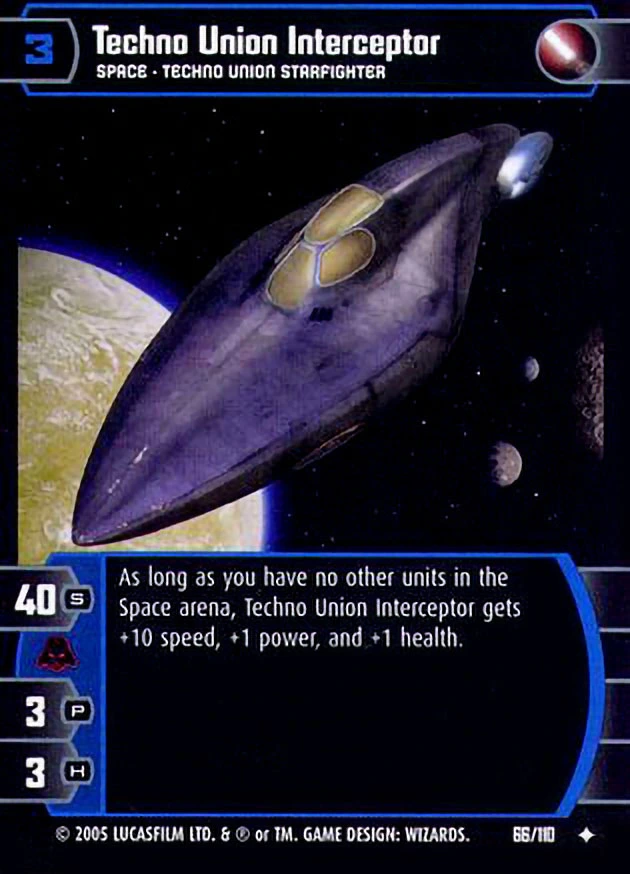 3
Techno Union Interceptor
SPACE · TECHNO UNION STARFIGHTER
As long as you have no other units in the
Space arena, Techno Union Interceptor gets
+10 speed, +1 power, and +1 health.
40 S
3 P
3 H
© 2005 LUCASFILM LTD. & ® or TM. GAME DESIGN: WIZARDS. 66/110